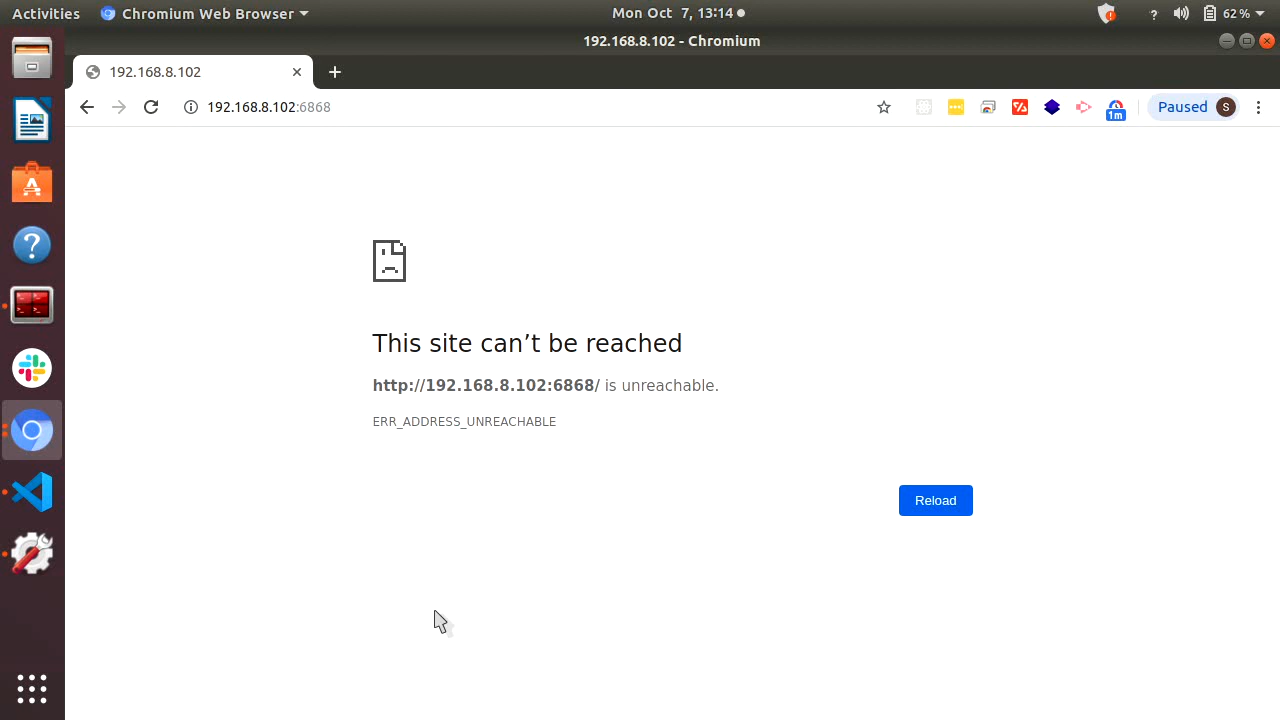 Activities Chromium Web Browser Mon Oct 7, 13:14 ? 62 %
192.168.8.102 - Chromium
192.168.8.102
192.168.8.102:6868 1m Paused S
This site can’t be reached
http://192.168.8.102:6868/ is unreachable.
ERR_ADDRESS_UNREACHABLE
Reload